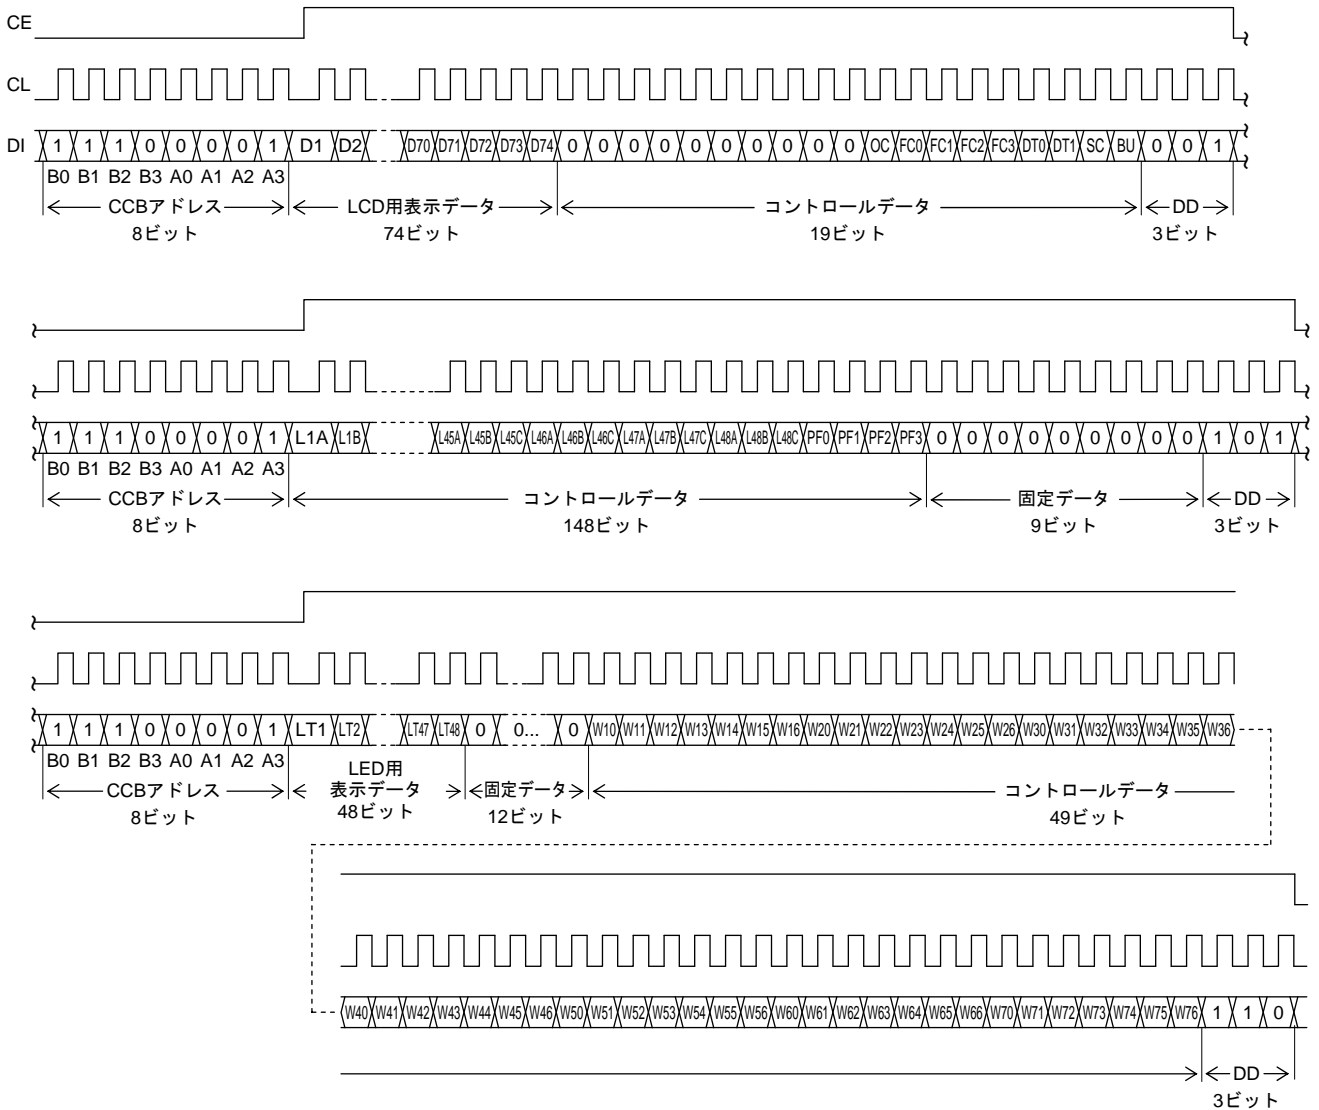 CE
CL
DI 1 1 1 0 0 0 0 1 D1 D2 D70 D71 D72 D73 D74 0 0 0 0 0 0 0 0 0 0 OC FC0 FC1 FC2 FC3 DT0 DT1 SC BU 0 0 1
B0 B1 B2 B3 A0 A1 A2 A3
CCBアドレス LCD用表示データ コントロールデータ DD
8ビット 74ビット 19ビット 3ビット
1 1 1 0 0 0 0 1 L1A L1B L45A L45B L45C L46A L46B L46C L47A L47B L47C L48A L48B L48C PF0 PF1 PF2 PF3 0 0 0 0 0 0 0 0 0 1 0 1
B0 B1 B2 B3 A0 A1 A2 A3
CCBアドレス コントロールデータ 固定データ DD
8ビット 148ビット 9ビット 3ビット
1 1 1 0 0 0 0 1 LT1 LT2 LT47 LT48 0 0... 0 W10 W11 W12 W13 W14 W15 W16 W20 W21 W22 W23 W24 W25 W26 W30 W31 W32 W33 W34 W35 W36
B0 B1 B2 B3 A0 A1 A2 A3
LED用
CCBアドレス 表示データ 固定データ コントロールデータ
8ビット 48ビット 12ビット 49ビット
W40 W41 W42 W43 W44 W45 W46 W50 W51 W52 W53 W54 W55 W56 W60 W61 W62 W63 W64 W65 W66 W70 W71 W72 W73 W74 W75 W76 1 1 0
DD
3ビット